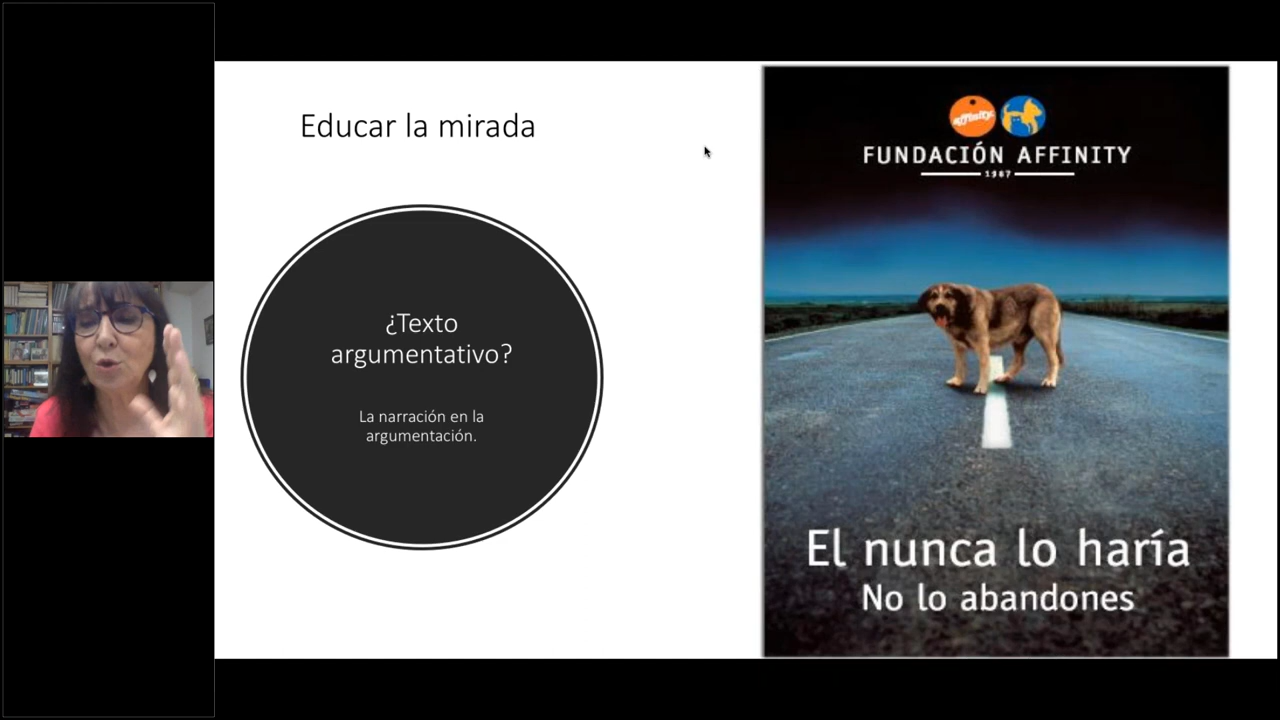 Educar la mirada
¿Texto
argumentativo?
La narración en la
argumentación.
affinity
FUNDACIÓN AFFINITY
1987
El nunca lo haría
No lo abandones